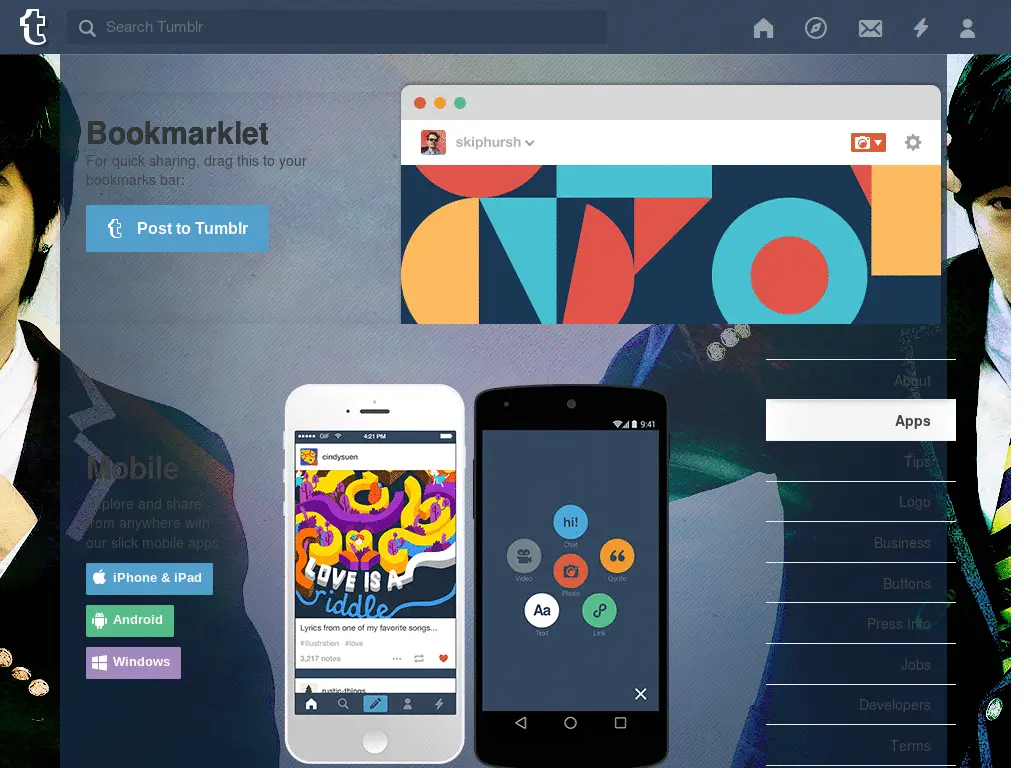 Search Tumblr
Bookmarklet
For quick sharing, drag this to your
bookmarks bar:
Post to Tumblr
skiphursh
About
Apps
Tips
Logo
Business
Buttons
Press Info
Jobs
Developers
Terms
Mobile
Explore and share
from anywhere with
our slick mobile apps.
iPhone & iPad
Android
Windows
GIF
4:21 PM
cindysuen
LOVE IS A
riddle
Lyrics from one of my favorite songs...
#illustration #love
3,217 notes
rustic-things
9:41
hi!
Chat
Video
Quote
Photo
Aa
Text
Link